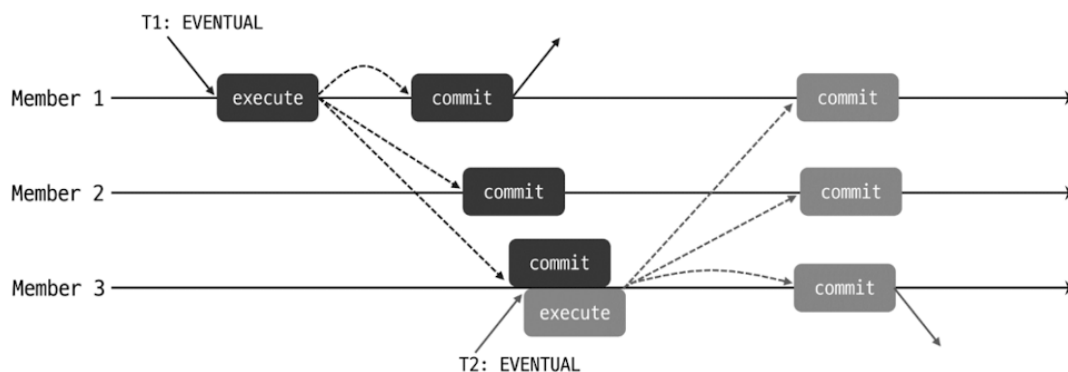 T1: EVENTUAL
Member 1 execute commit commit
Member 2 commit commit
commit
Member 3 commit
execute
T2: EVENTUAL